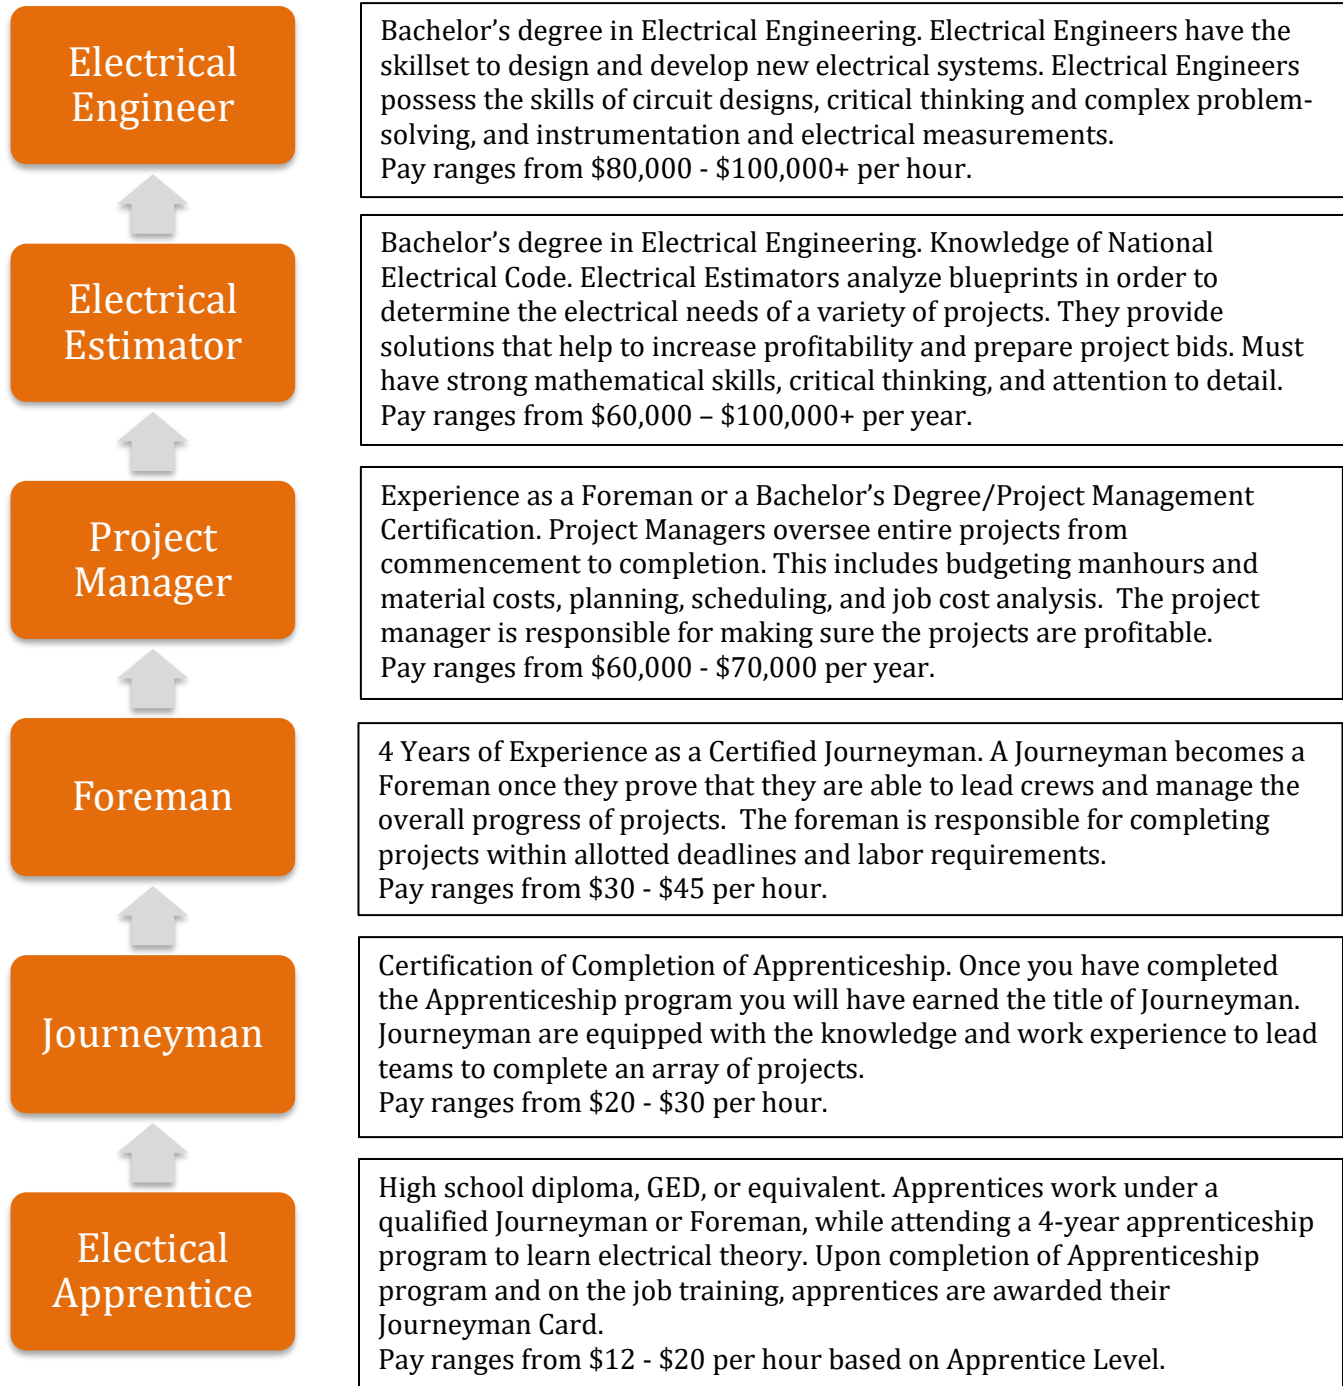 Electrical
Engineer
Bachelor’s degree in Electrical Engineering. Electrical Engineers have the
skillset to design and develop new electrical systems. Electrical Engineers
possess the skills of circuit designs, critical thinking and complex problem-
solving, and instrumentation and electrical measurements.
Pay ranges from $80,000 - $100,000+ per hour.
Electrical
Estimator
Bachelor’s degree in Electrical Engineering. Knowledge of National
Electrical Code. Electrical Estimators analyze blueprints in order to
determine the electrical needs of a variety of projects. They provide
solutions that help to increase profitability and prepare project bids. Must
have strong mathematical skills, critical thinking, and attention to detail.
Pay ranges from $60,000 – $100,000+ per year.
Project
Manager
Experience as a Foreman or a Bachelor’s Degree/Project Management
Certification. Project Managers oversee entire projects from
commencement to completion. This includes budgeting manhours and
material costs, planning, scheduling, and job cost analysis.  The project
manager is responsible for making sure the projects are profitable.
Pay ranges from $60,000 - $70,000 per year.
Foreman
4 Years of Experience as a Certified Journeyman. A Journeyman becomes a
Foreman once they prove that they are able to lead crews and manage the
overall progress of projects.  The foreman is responsible for completing
projects within allotted deadlines and labor requirements.
Pay ranges from $30 - $45 per hour.
Journeyman
Certification of Completion of Apprenticeship. Once you have completed
the Apprenticeship program you will have earned the title of Journeyman.
Journeyman are equipped with the knowledge and work experience to lead
teams to complete an array of projects.
Pay ranges from $20 - $30 per hour.
Electical
Apprentice
High school diploma, GED, or equivalent. Apprentices work under a
qualified Journeyman or Foreman, while attending a 4-year apprenticeship
program to learn electrical theory. Upon completion of Apprenticeship
program and on the job training, apprentices are awarded their
Journeyman Card.
Pay ranges from $12 - $20 per hour based on Apprentice Level.